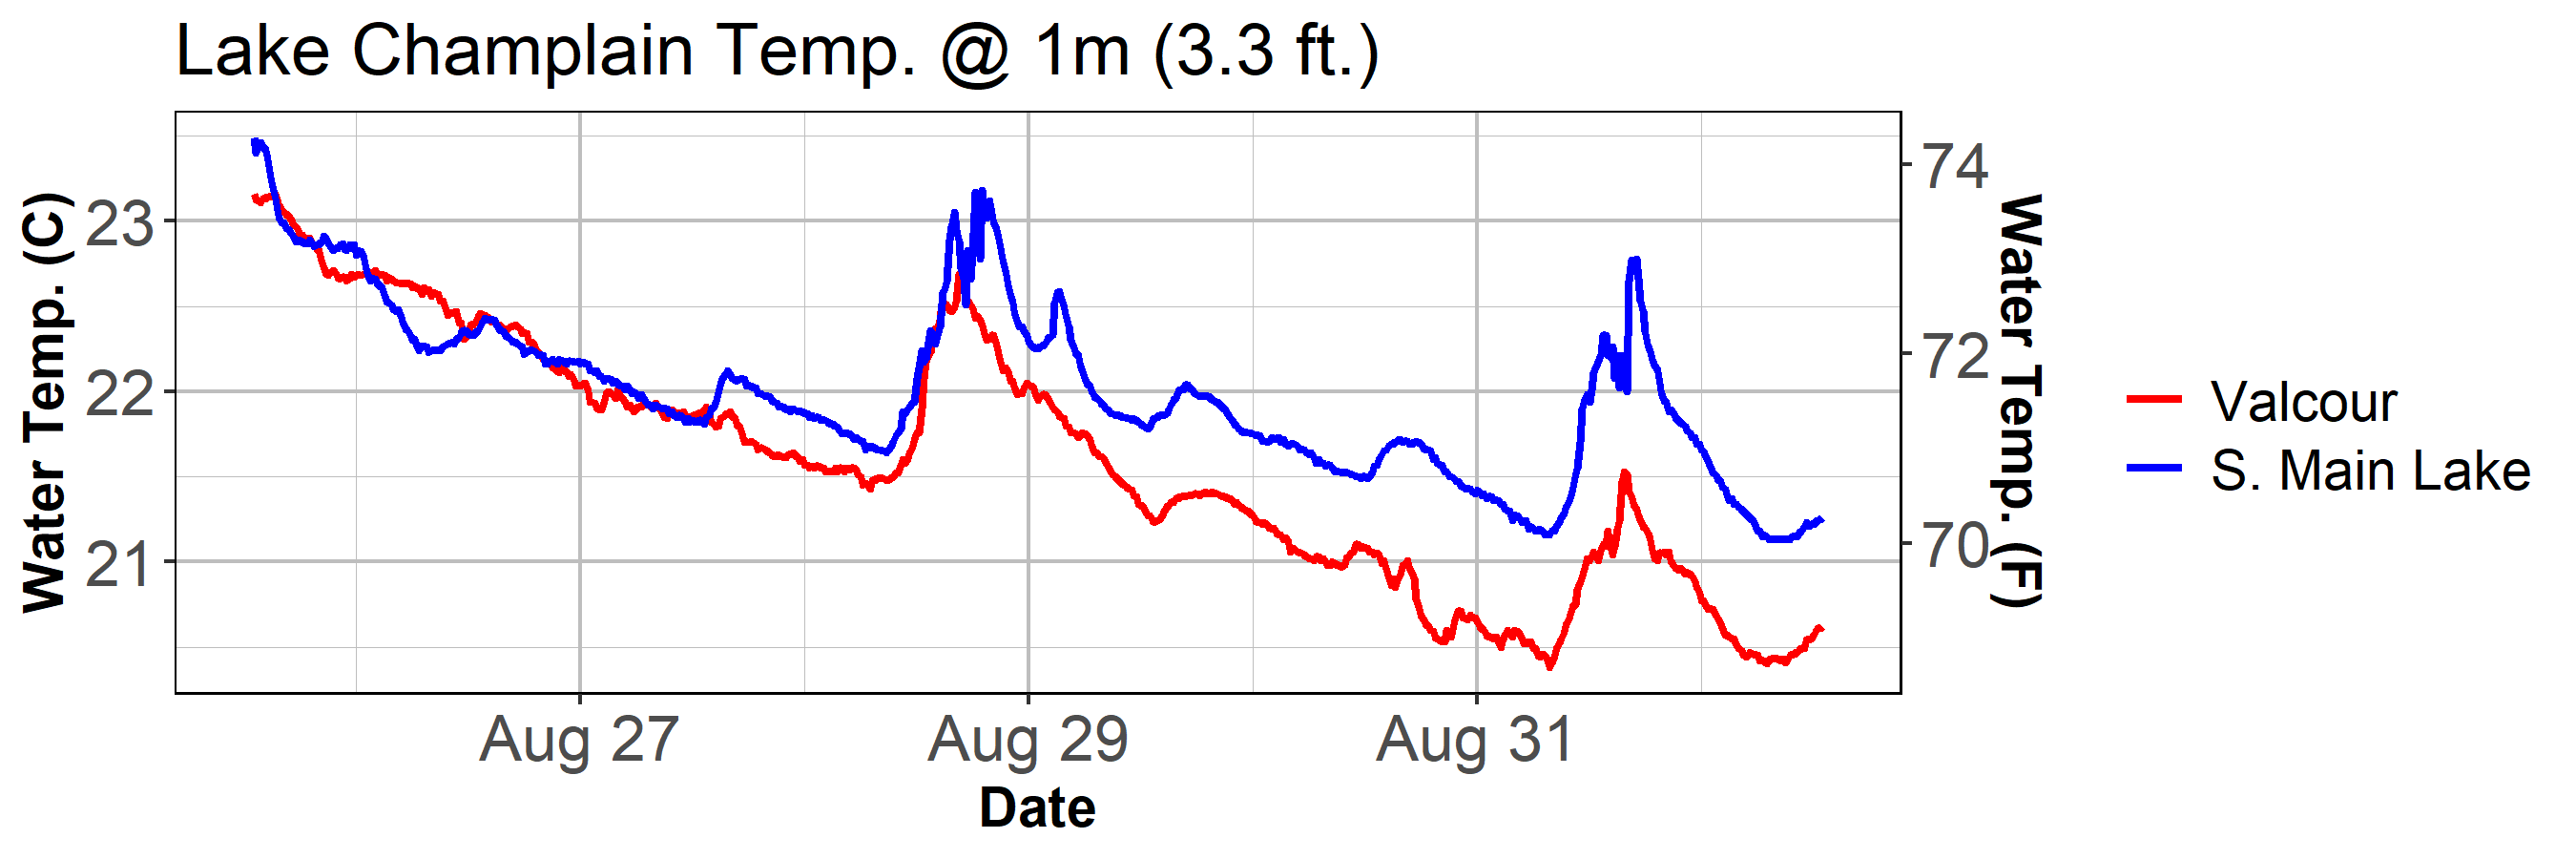 Lake Champlain Temp. @ 1m (3.3 ft.)
Water Temp. (C)
23
22
21
74
72
70
Water Temp. (F)
Aug 27
Aug 29
Aug 31
Date
Valcour
S. Main Lake